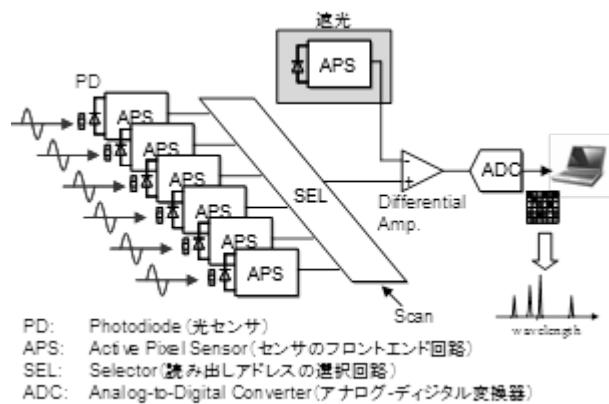 遮光
APS
PD
APS
APS
APS
APS
APS
APS
SEL
Differential
Amp.
ADC
Scan
wavelength
PD: Photodiode(光センサ)
APS: Active Pixel Sensor(センサのフロントエンド回路)
SEL: Selector(読み出しアドレスの選択回路)
ADC: Analog-to-Digital Converter(アナログ-ディジタル変換器)